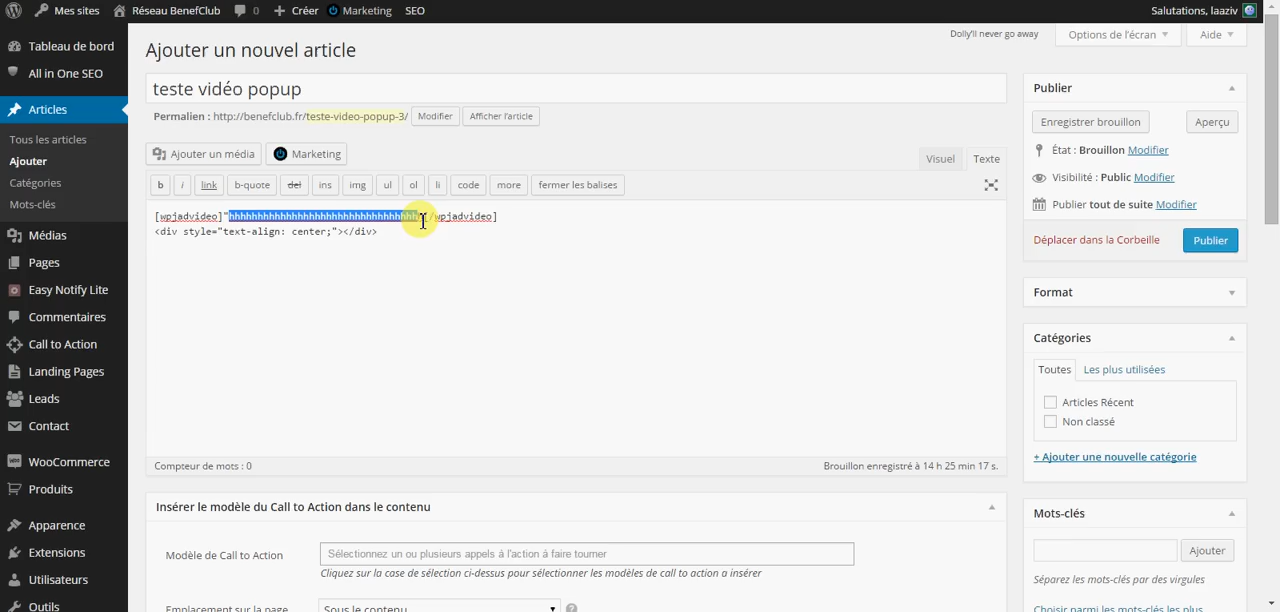 Mes sites Réseau BenefClub 0 Créer Marketing SEO Salutations, laaziv
Tableau de bord
All in One SEO
Articles
Tous les articles
Ajouter
Catégories
Mots-clés
Médias
Pages
Easy Notify Lite
Commentaires
Call to Action
Landing Pages
Leads
Contact
WooCommerce
Produits
Apparence
Extensions
Utilisateurs
Outils
Dolly'll never go away
Options de l'écran
Aide
Ajouter un nouvel article
teste vidéo popup
Permalien : http://benefclub.fr/teste-video-popup-3/ Modifier Afficher l'article
Ajouter un média Marketing
Visuel Texte
b i link b-quote del ins img ul ol li code more fermer les balises
[wpjadvideo]"hhhhhhhhhhhhhhhhhhhhhhhhhhhhhhhhh"[/wpjadvideo]
<div style="text-align: center;"></div>
Compteur de mots : 0 Brouillon enregistré à 14 h 25 min 17 s.
Insérer le modèle du Call to Action dans le contenu
Modèle de Call to Action Sélectionnez un ou plusieurs appels à l'action á faire tourner
Cliquez sur la case de sélection ci-dessus pour sélectionner les modèles de call to action a insérer
Emplacement sur la page Sous le contenu ?
Publier
Enregistrer brouillon Aperçu
État : Brouillon Modifier
Visibilité : Public Modifier
Publier tout de suite Modifier
Déplacer dans la Corbeille Publier
Format
Catégories
Toutes Les plus utilisées
Articles Récent
Non classé
+ Ajouter une nouvelle catégorie
Mots-clés
Ajouter
Séparez les mots-clés par des virgules
Choisir parmi les mots-clés les plus